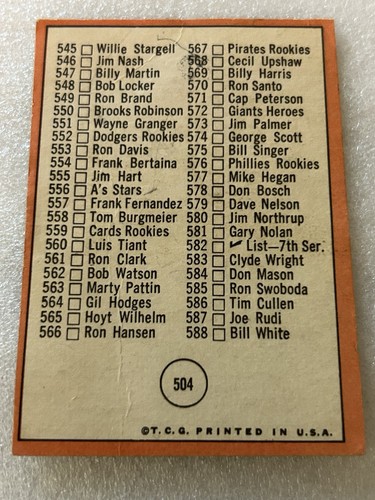 545 Willie Stargell
546 Jim Nash
547 Billy Martin
548 Bob Locker
549 Ron Brand
550 Brooks Robinson
551 Wayne Granger
552 Dodgers Rookies
553 Ron Davis
554 Frank Bertaina
555 Jim Hart
556 A's Stars
557 Frank Fernandez
558 Tom Burgmeier
559 Cards Rookies
560 Luis Tiant
561 Ron Clark
562 Bob Watson
563 Marty Pattin
564 Gil Hodges
565 Hoyt Wilhelm
566 Ron Hansen
567 Pirates Rookies
568 Cecil Upshaw
569 Billy Harris
570 Ron Santo
571 Cap Peterson
572 Giants Heroes
573 Jim Palmer
574 George Scott
575 Bill Singer
576 Phillies Rookies
577 Mike Hegan
578 Don Bosch
579 Dave Nelson
580 Jim Northrup
581 Gary Nolan
582 ✓ List—7th Ser.
583 Clyde Wright
584 Don Mason
585 Ron Swoboda
586 Tim Cullen
587 Joe Rudi
588 Bill White
504
©T.C.G. PRINTED IN U.S.A.